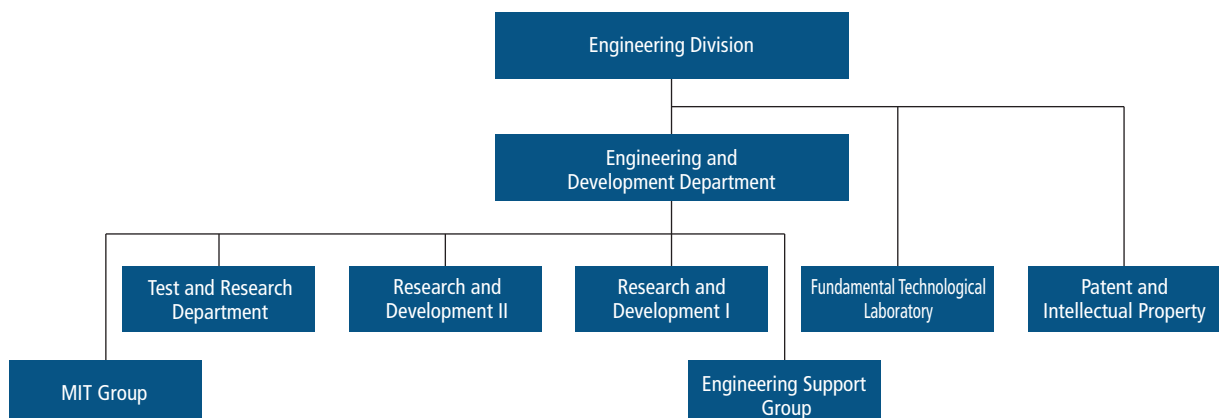 Engineering Division
Engineering and
Development Department
Test and Research
Department
Research and
Development II
Research and
Development I
Fundamental Technological
Laboratory
Patent and
Intellectual Property
MIT Group
Engineering Support
Group